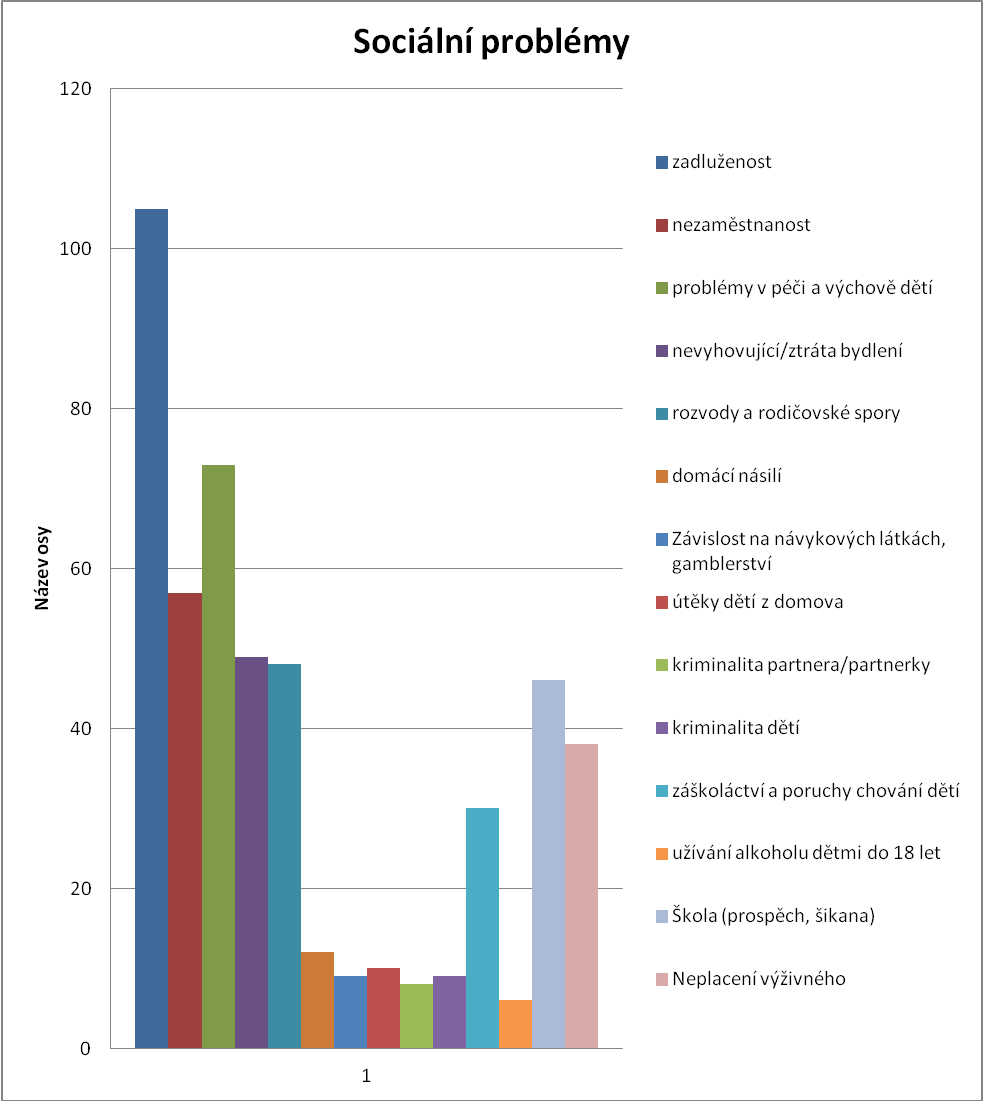 Sociální problémy
120
100
80
60
40
20
0
Název osy
1
zadluženost
nezaměstnanost
problémy v péči a výchově dětí
nevyhovující/ztráta bydlení
rozvody a rodičovské spory
domácí násilí
Závislost na návykových látkách,
gamblerství
útěky dětí z domova
kriminalita partnera/partnerky
kriminalita dětí
záškoláctví a poruchy chování dětí
užívání alkoholu dětmi do 18 let
Škola (prospěch, šikana)
Neplacení výživného